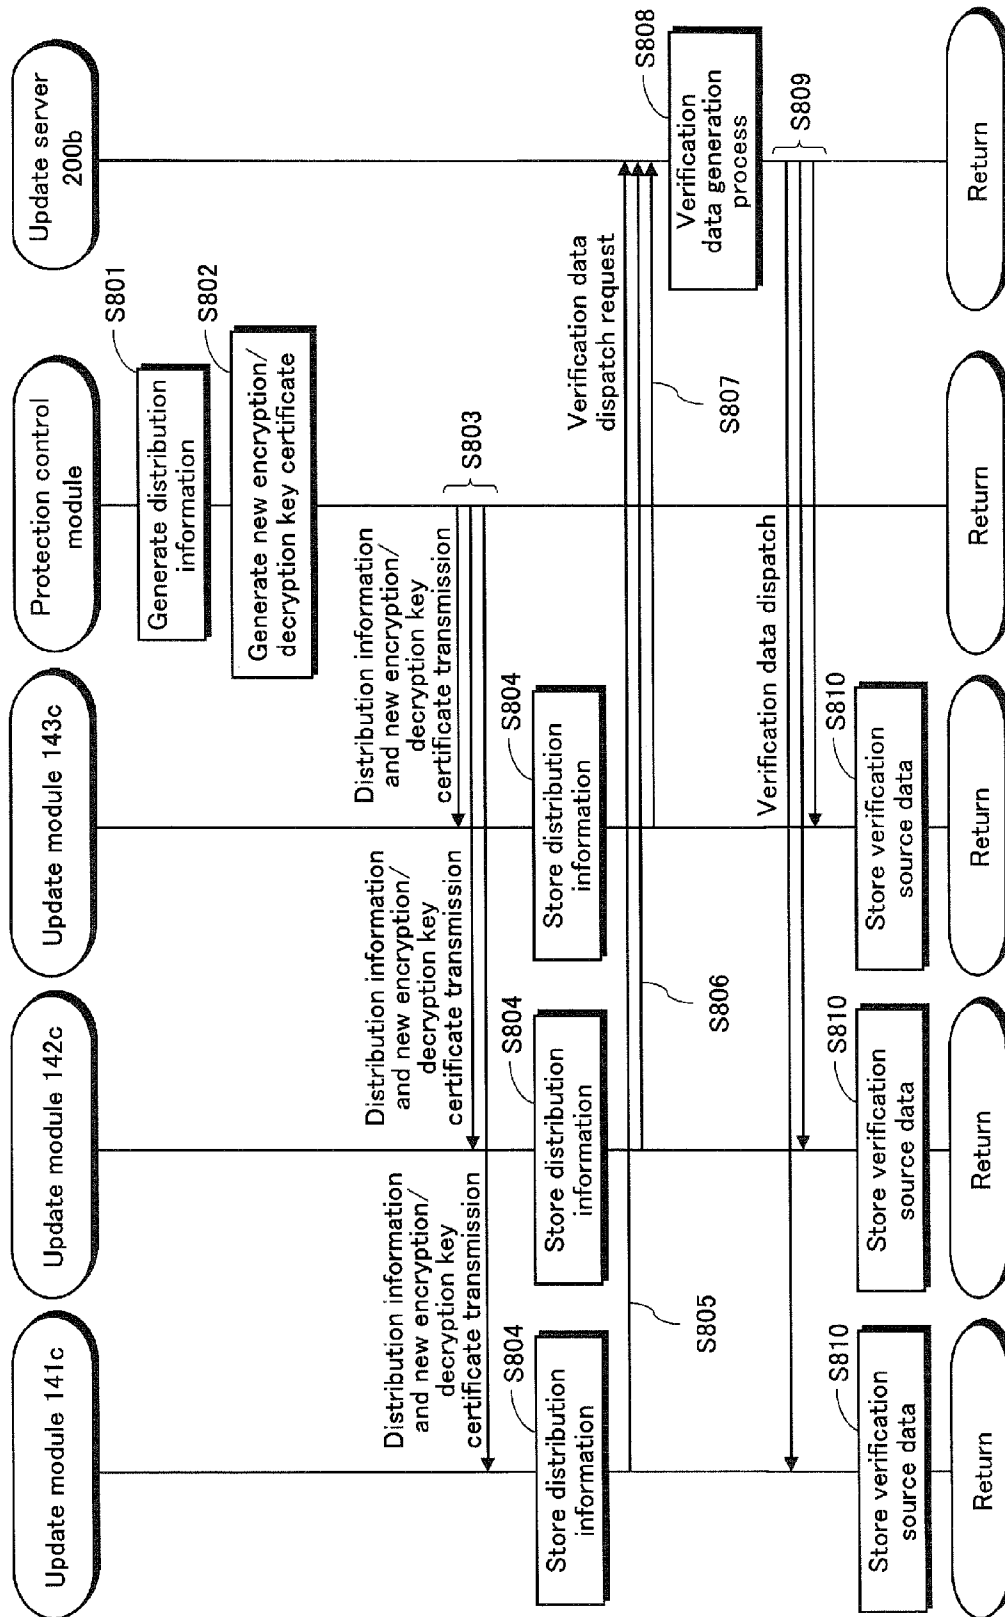 Update module 141c
Update module 142c
Update module 143c
Protection control
module
Update server
200b
S801
Generate distribution
information
S802
Generate new encryption/
decryption key certificate
S803
Distribution information
and new encryption/
decryption key
certificate transmission
Distribution information
and new encryption/
decryption key
certificate transmission
Distribution information
and new encryption/
decryption key
certificate transmission
S804
Store distribution
information
S804
Store distribution
information
S804
Store distribution
information
S805
S806
Verification data
dispatch request
S807
S808
Verification
data generation
process
S809
Verification data dispatch
S810
Store verification
source data
S810
Store verification
source data
S810
Store verification
source data
Return
Return
Return
Return
Return